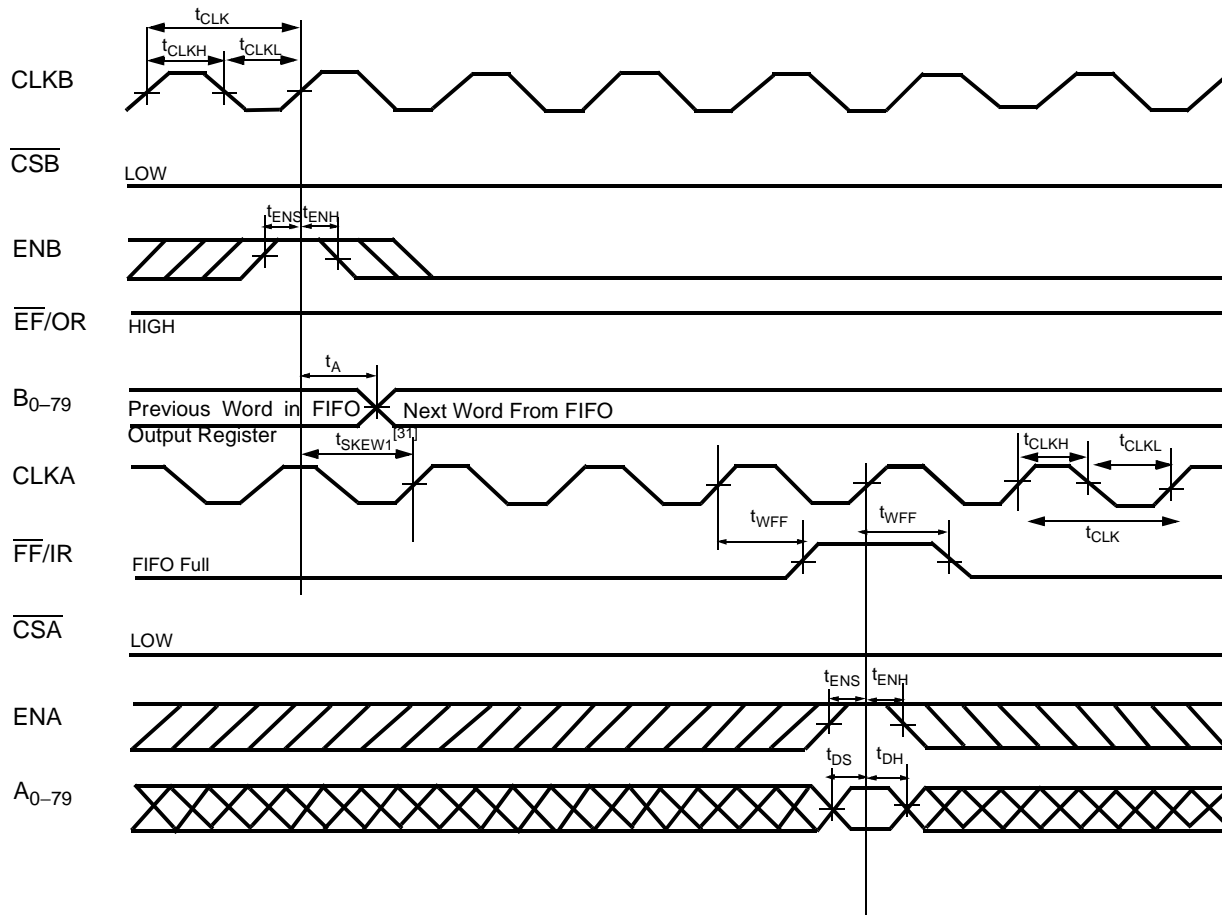 tCLK
tCLKH tCLKL
CLKB
CSB
LOW
tENS tENH
ENB
EF/OR HIGH
tA
B0–79
Previous Word in FIFO Next Word From FIFO
Output Register
tSKEW1[31]
tCLKH tCLKL
CLKA
tWFF tWFF
tCLK
FF/IR
FIFO Full
CSA
LOW
tENS tENH
ENA
tDS tDH
A0–79